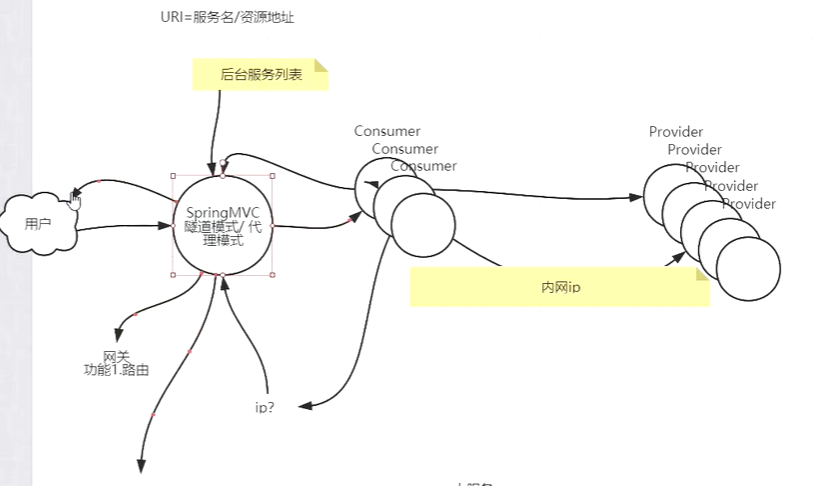 URI=服务名/资源地址
后台服务列表
Consumer
Consumer
Consumer
Provider
Provider
Provider
Provider
Provider
用户
SpringMVC
隧道模式/ 代
理模式
内网ip
网关
功能1.路由
ip?